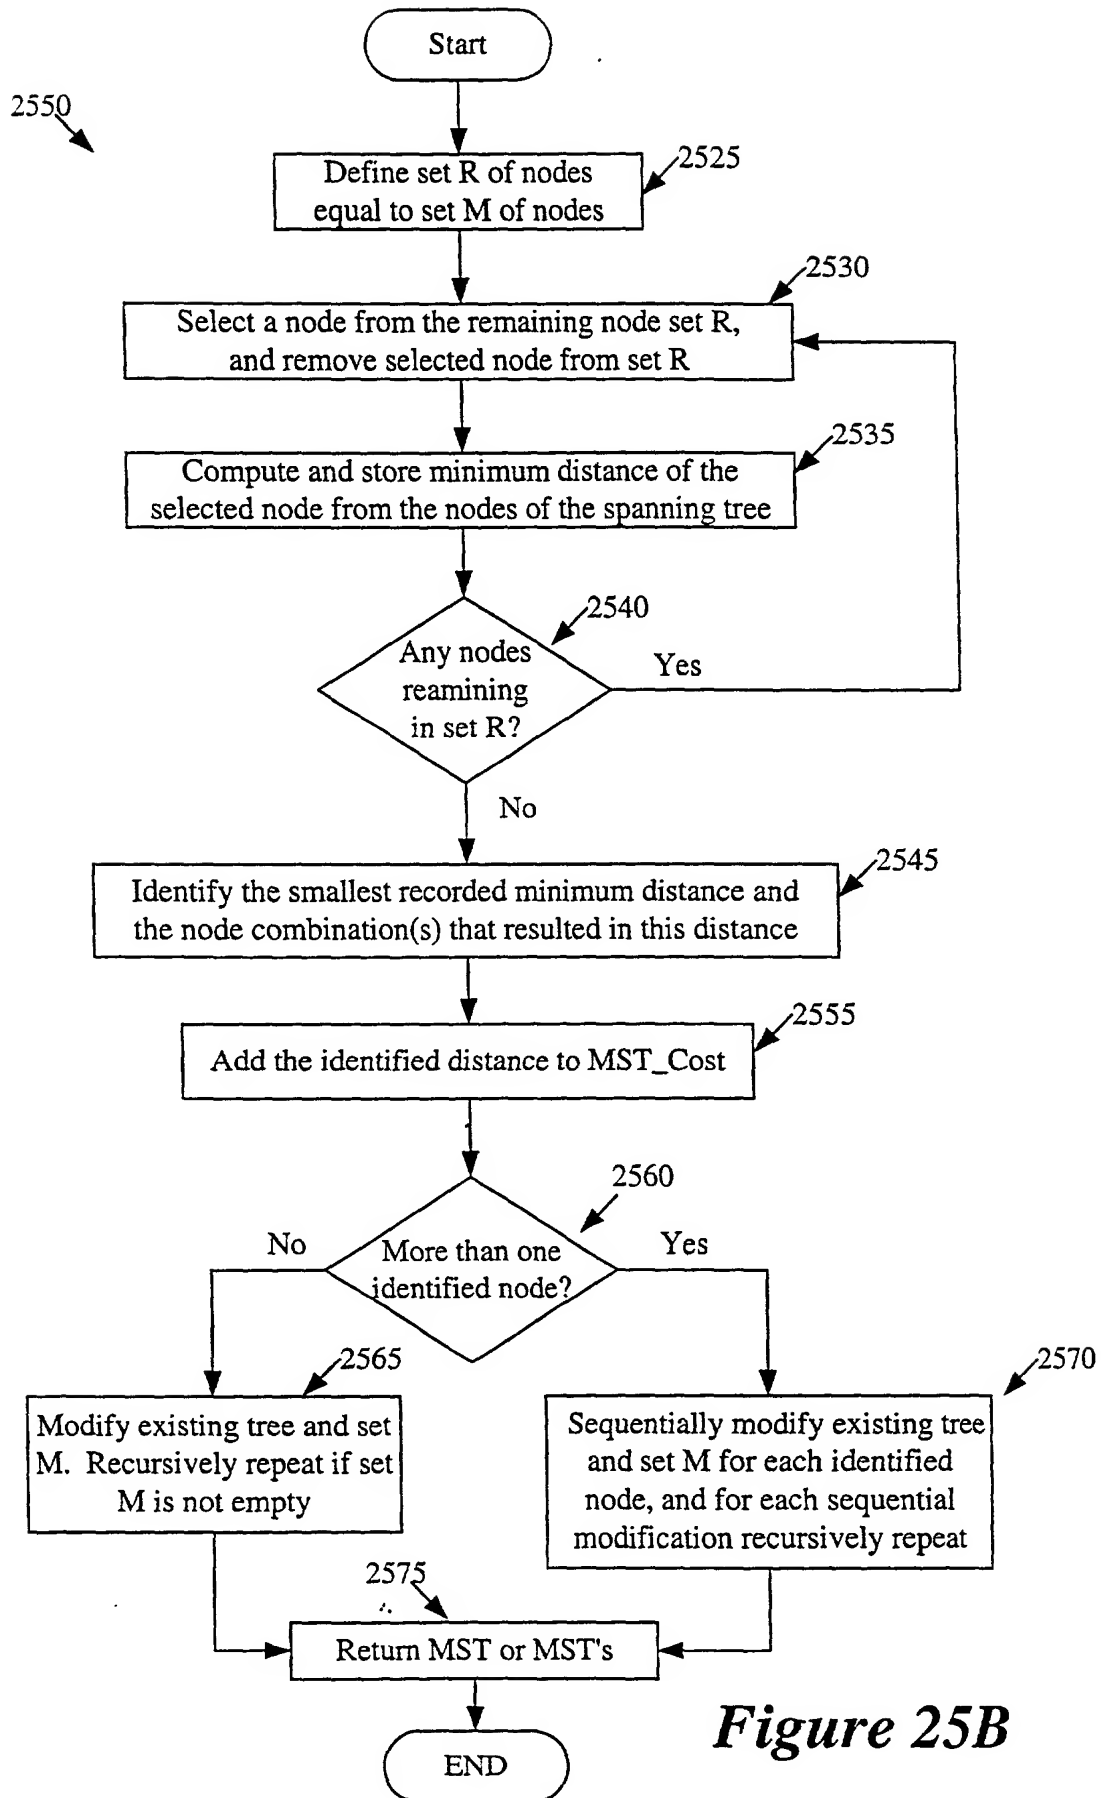 Start
2550
2525
Define set R of nodes
equal to set M of nodes
2530
Select a node from the remaining node set R,
and remove selected node from set R
2535
Compute and store minimum distance of the
selected node from the nodes of the spanning tree
2540
Any nodes
reamining
in set R?
Yes
No
2545
Identify the smallest recorded minimum distance and
the node combination(s) that resulted in this distance
2555
Add the identified distance to MST_Cost
2560
More than one
identified node?
No
Yes
2565
Modify existing tree and set
M. Recursively repeat if set
M is not empty
2570
Sequentially modify existing tree
and set M for each identified
node, and for each sequential
modification recursively repeat
2575
Return MST or MST's
END
Figure 25B